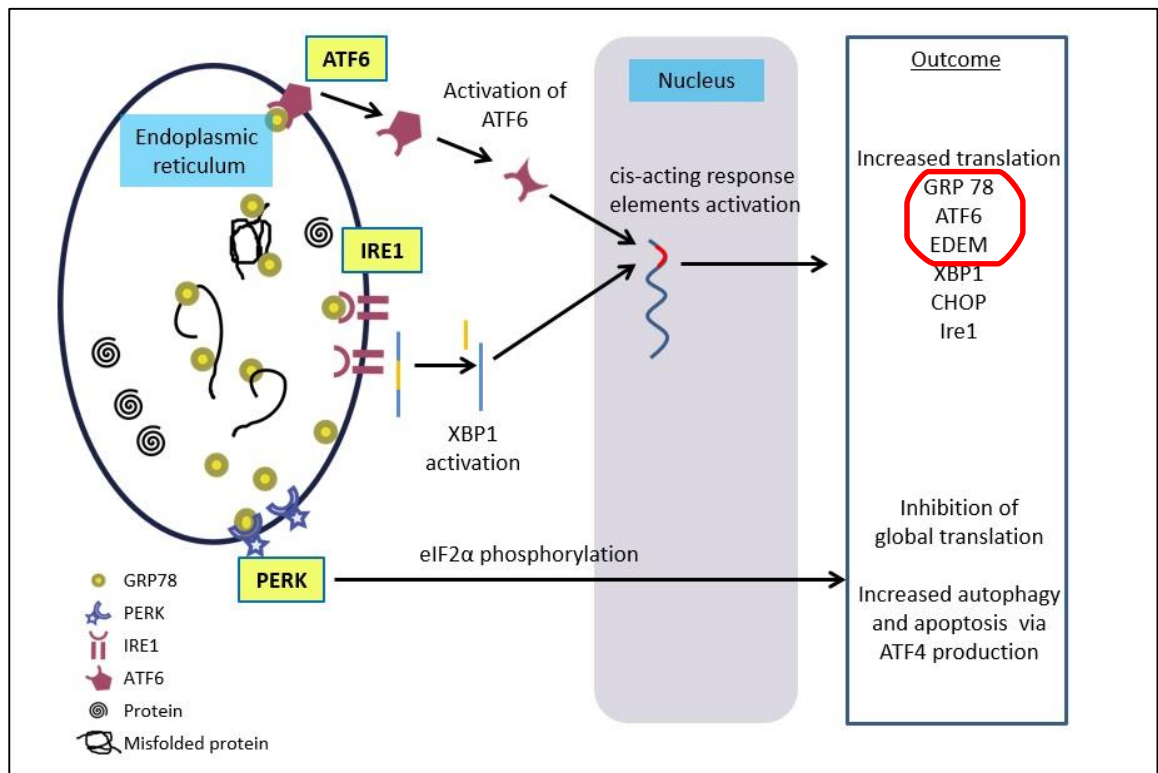 ATF6
Activation of
ATF6
Endoplasmic
reticulum
IRE1
XBP1
activation
PERK
eIF2α phosphorylation
Nucleus
cis-acting response
elements activation
Outcome
Increased translation
GRP 78
ATF6
EDEM
XBP1
CHOP
Ire1
Inhibition of
global translation
Increased autophagy
and apoptosis via
ATF4 production
GRP78
PERK
IRE1
ATF6
Protein
Misfolded protein